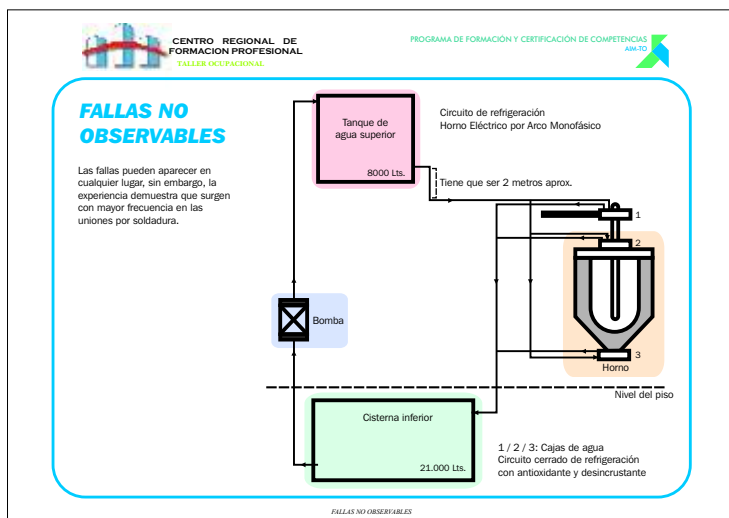 CENTRO REGIONAL DE
FORMACION PROFESIONAL
TALLER OCUPACIONAL
PROGRAMA DE FORMACIÓN Y CERTIFICACIÓN DE COMPETENCIAS
AIM-TO
FALLAS NO
OBSERVABLES
Las fallas pueden aparecer en
cualquier lugar, sin embargo, la
experiencia demuestra que surgen
con mayor frecuencia en las
uniones por soldadura.
Tanque de
agua superior
8000 Lts.
Circuito de refrigeración
Horno Eléctrico por Arco Monofásico
Tiene que ser 2 metros aprox.
1
2
3
Horno
Bomba
Nivel del piso
Cisterna inferior
21.000 Lts.
1 / 2 / 3: Cajas de agua
Circuito cerrado de refrigeración
con antioxidante y desincrustante
FALLAS NO OBSERVABLES